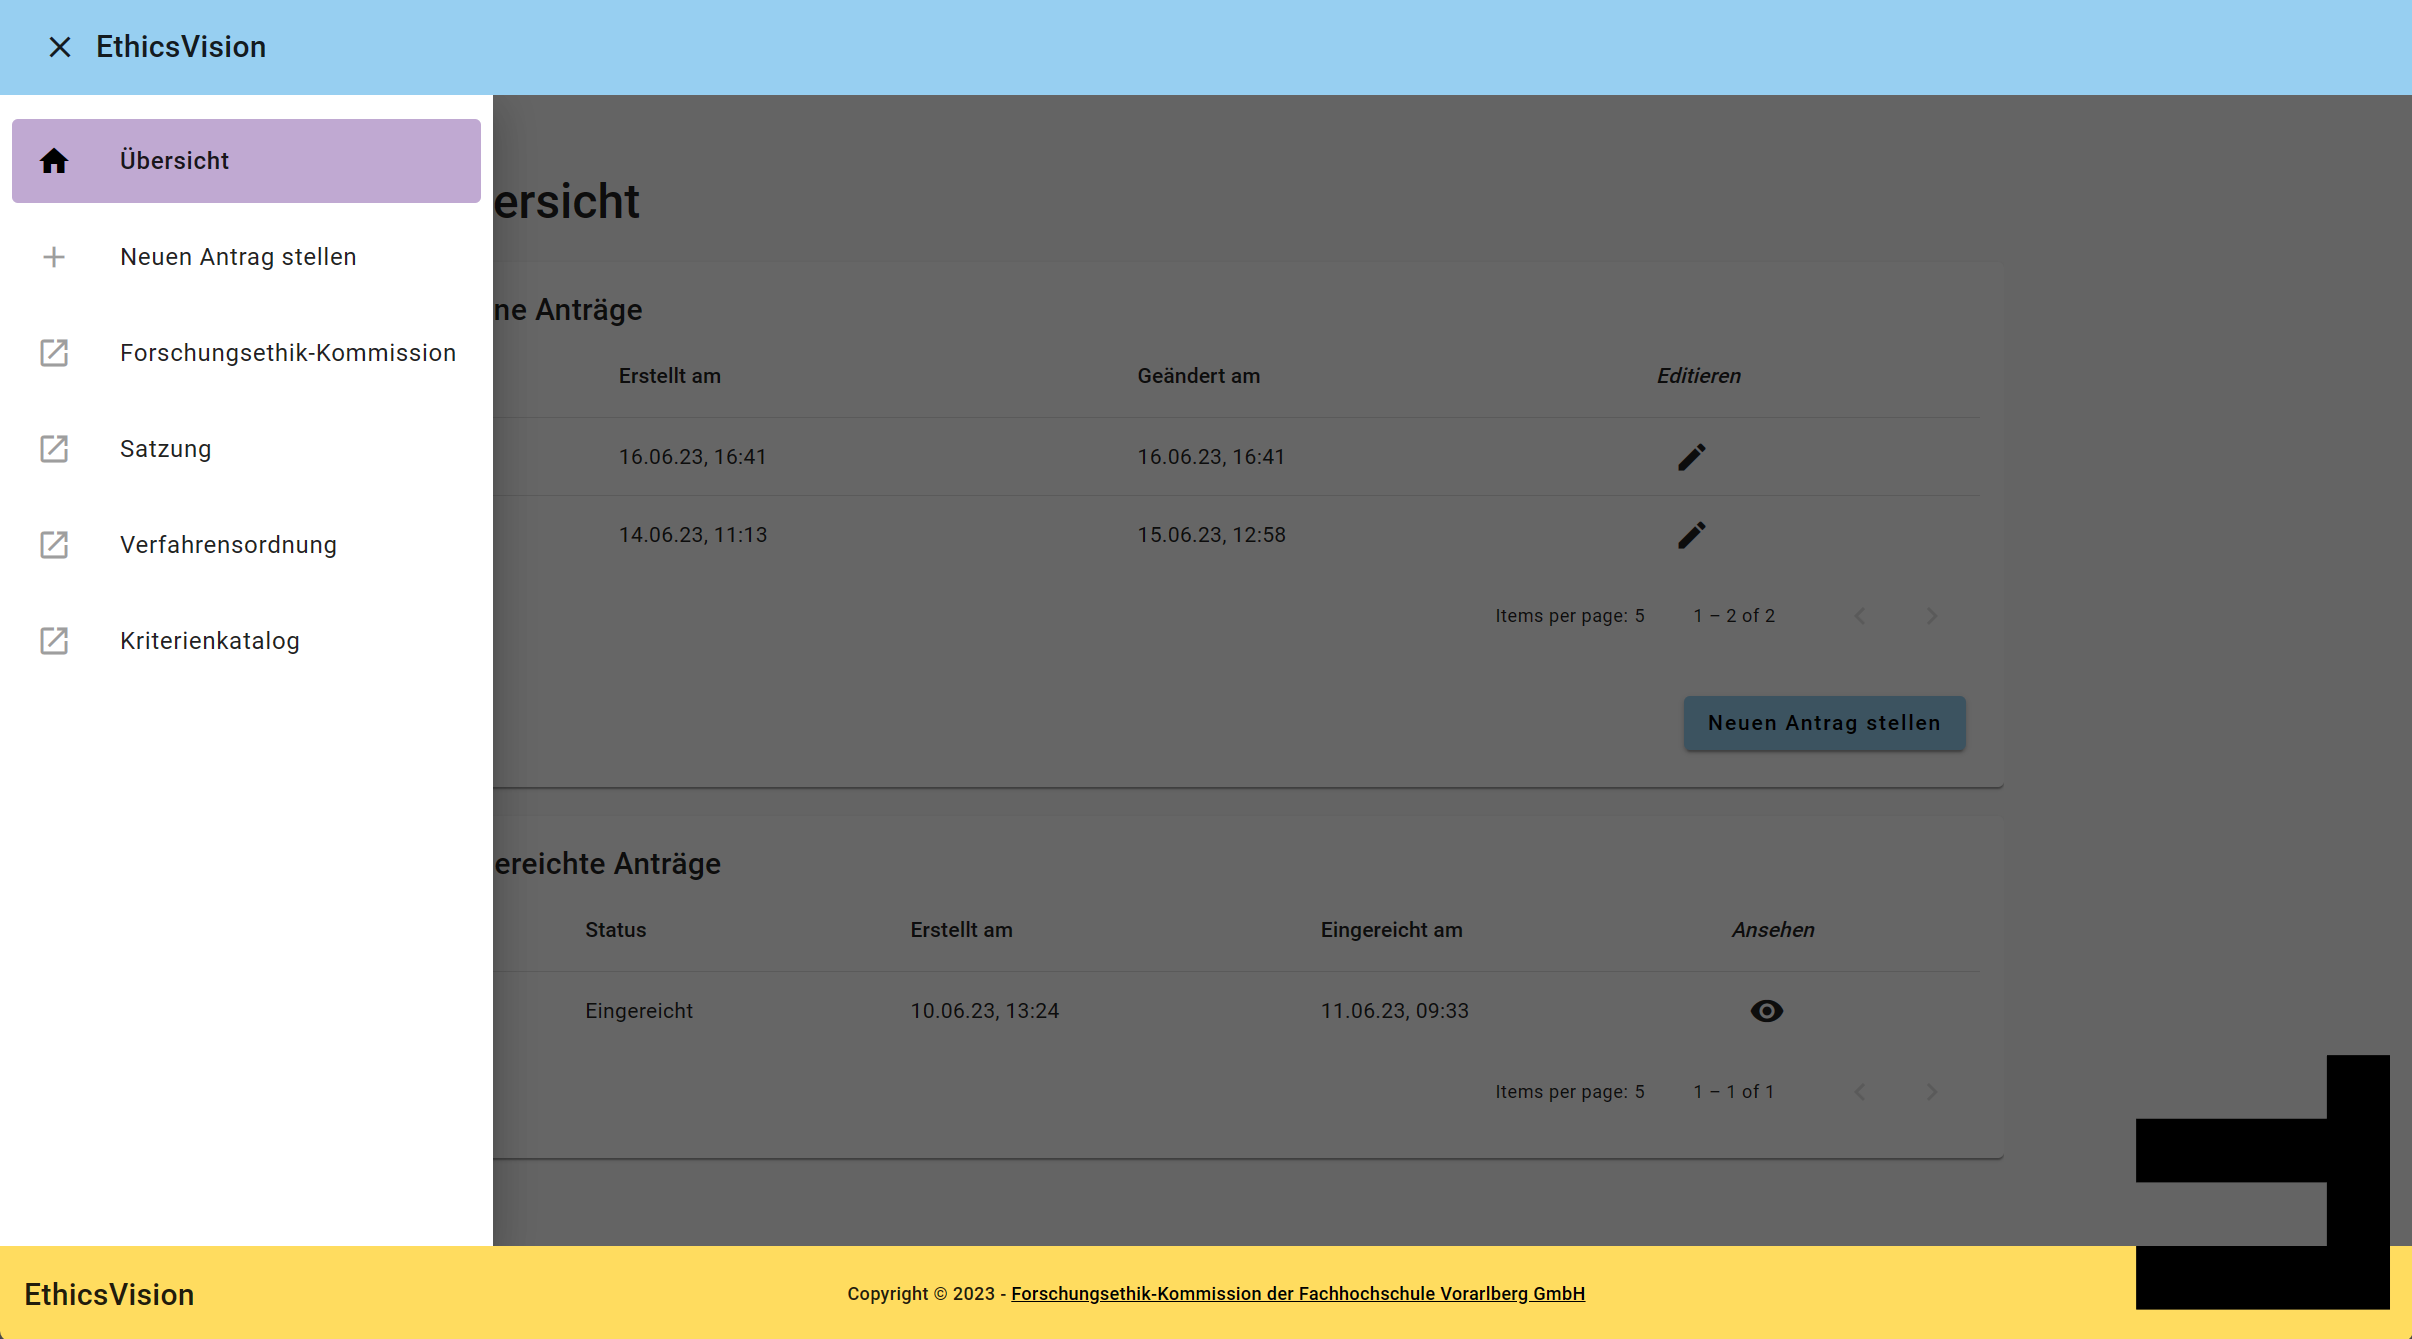 EthicsVision
Übersicht
Neuen Antrag stellen
Forschungsethik-Kommission
Satzung
Verfahrensordnung
Kriterienkatalog
ersicht
ne Anträge
Erstellt am Geändert am Editieren
16.06.23, 16:41 16.06.23, 16:41
14.06.23, 11:13 15.06.23, 12:58
Items per page: 5 1 – 2 of 2
Neuen Antrag stellen
ereichte Anträge
Status Erstellt am Eingereicht am Ansehen
Eingereicht 10.06.23, 13:24 11.06.23, 09:33
Items per page: 5 1 – 1 of 1
EthicsVision
Copyright © 2023 - Forschungsethik-Kommission der Fachhochschule Vorarlberg GmbH